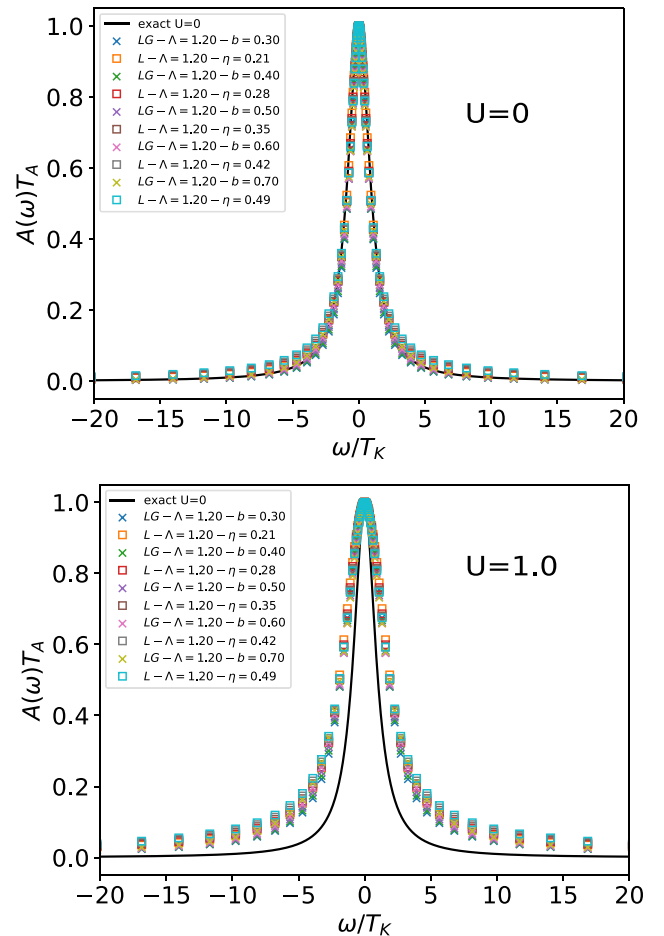 exact U=0
LG − Λ = 1.20 − b = 0.30
L − Λ = 1.20 − η = 0.21
LG − Λ = 1.20 − b = 0.40
L − Λ = 1.20 − η = 0.28
LG − Λ = 1.20 − b = 0.50
L − Λ = 1.20 − η = 0.35
LG − Λ = 1.20 − b = 0.60
L − Λ = 1.20 − η = 0.42
LG − Λ = 1.20 − b = 0.70
L − Λ = 1.20 − η = 0.49
U=0
A(ω)T_A
1.0
0.8
0.6
0.4
0.2
0.0
−20 −15 −10 −5 0 5 10 15 20
ω/T_K
exact U=0
LG − Λ = 1.20 − b = 0.30
L − Λ = 1.20 − η = 0.21
LG − Λ = 1.20 − b = 0.40
L − Λ = 1.20 − η = 0.28
LG − Λ = 1.20 − b = 0.50
L − Λ = 1.20 − η = 0.35
LG − Λ = 1.20 − b = 0.60
L − Λ = 1.20 − η = 0.42
LG − Λ = 1.20 − b = 0.70
L − Λ = 1.20 − η = 0.49
U=1.0
A(ω)T_A
1.0
0.8
0.6
0.4
0.2
0.0
−20 −15 −10 −5 0 5 10 15 20
ω/T_K